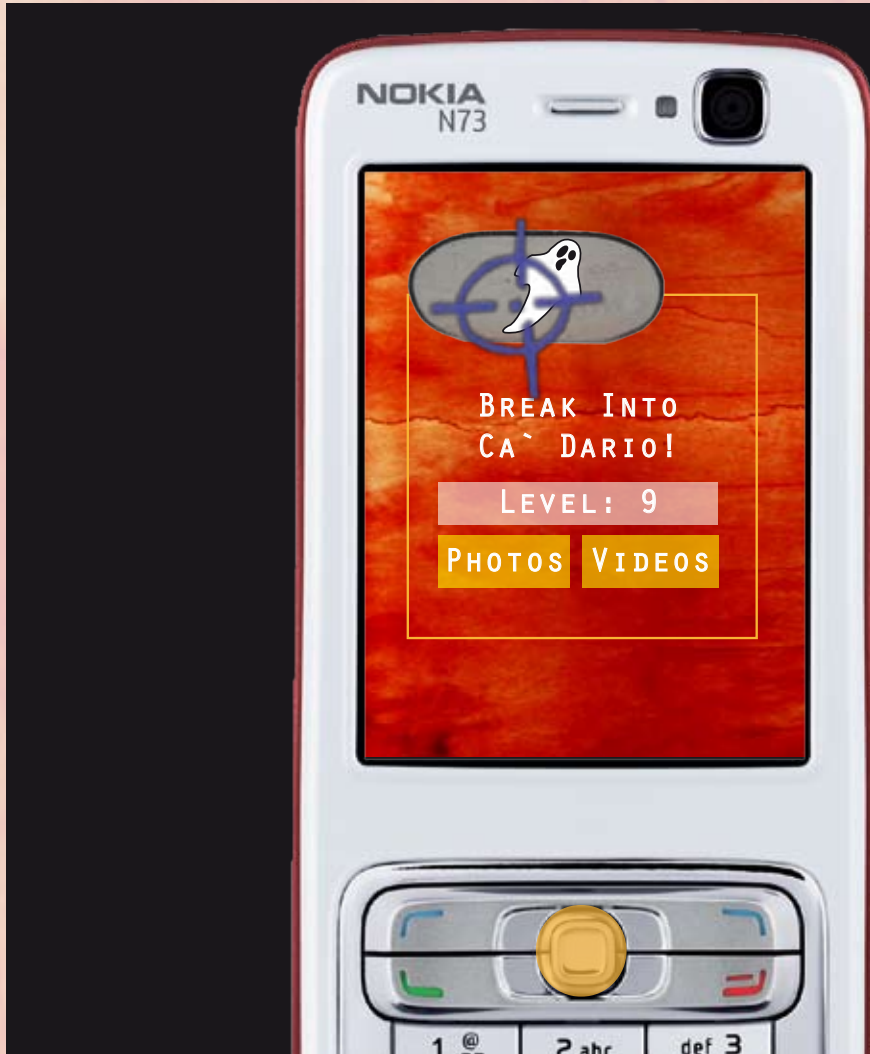 NOKIA
N73
BREAK INTO
CA` DARIO!
LEVEL: 9
PHOTOS VIDEOS
1 @ 2 abc def 3